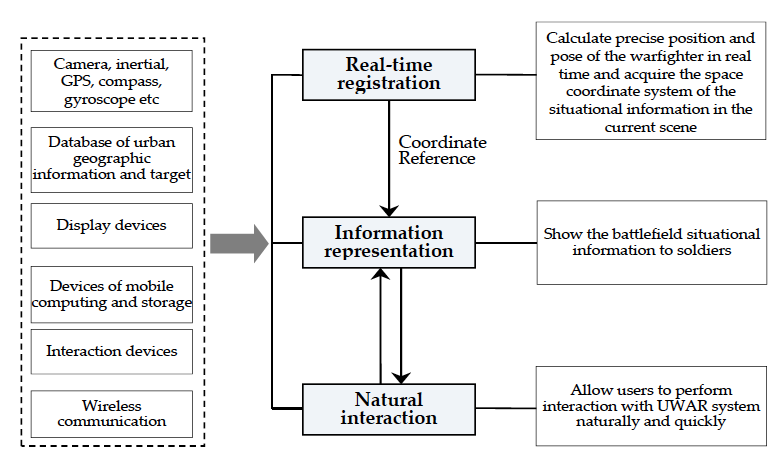 Camera, inertial,
GPS, compass,
gyroscope etc
Database of urban
geographic
information and target
Display devices
Devices of mobile
computing and storage
Interaction devices
Wireless
communication
Real-time
registration
Coordinate
Reference
Information
representation
Natural
interaction
Calculate precise position and
pose of the warfighter in real
time and acquire the space
coordinate system of the
situational information in the
current scene
Show the battlefield situational
information to soldiers
Allow users to perform
interaction with UWAR system
naturally and quickly